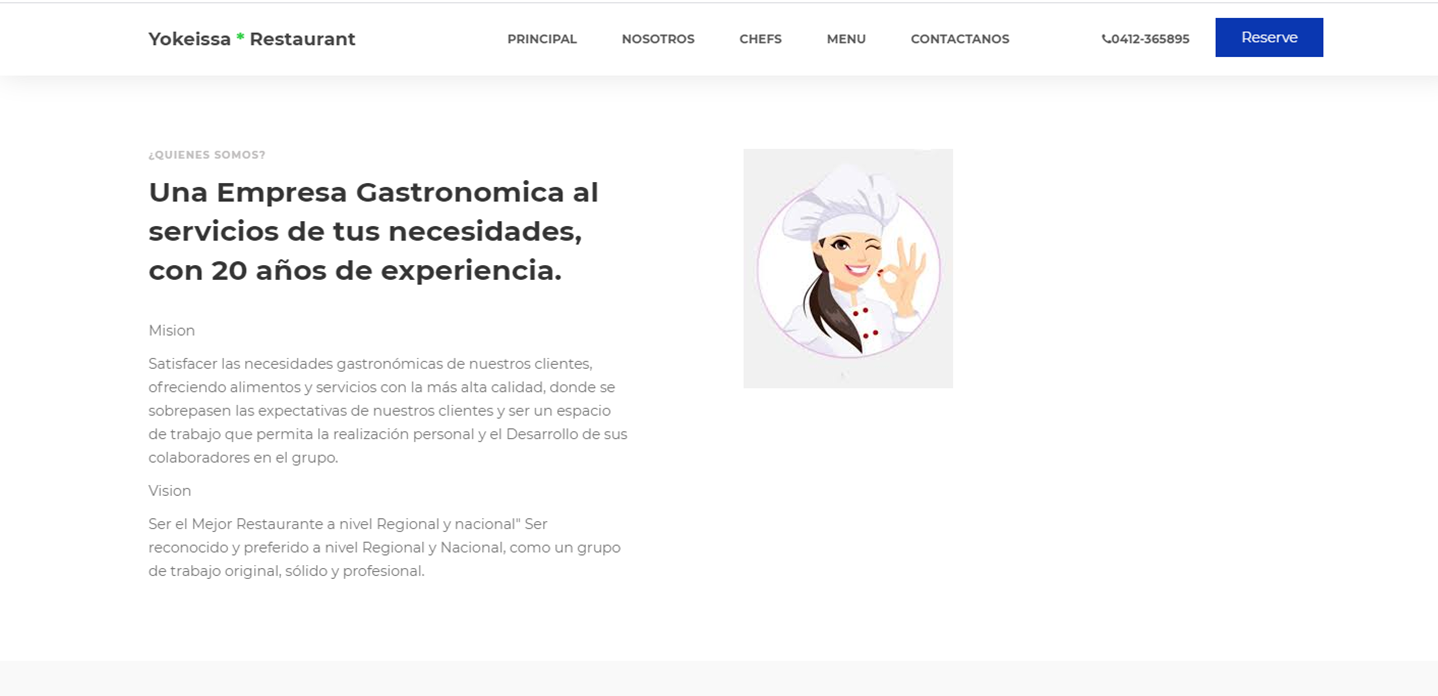 Yokeissa * Restaurant
PRINCIPAL NOSOTROS CHEFS MENU CONTACTANOS
0412-365895
Reserve
¿QUIENES SOMOS?
Una Empresa Gastronomica al
servicios de tus necesidades,
con 20 años de experiencia.
Mision
Satisfacer las necesidades gastronómicas de nuestros clientes,
ofreciendo alimentos y servicios con la más alta calidad, donde se
sobrepasen las expectativas de nuestros clientes y ser un espacio
de trabajo que permita la realización personal y el Desarrollo de sus
colaboradores en el grupo.
Vision
Ser el Mejor Restaurante a nivel Regional y nacional" Ser
reconocido y preferido a nivel Regional y Nacional, como un grupo
de trabajo original, sólido y profesional.